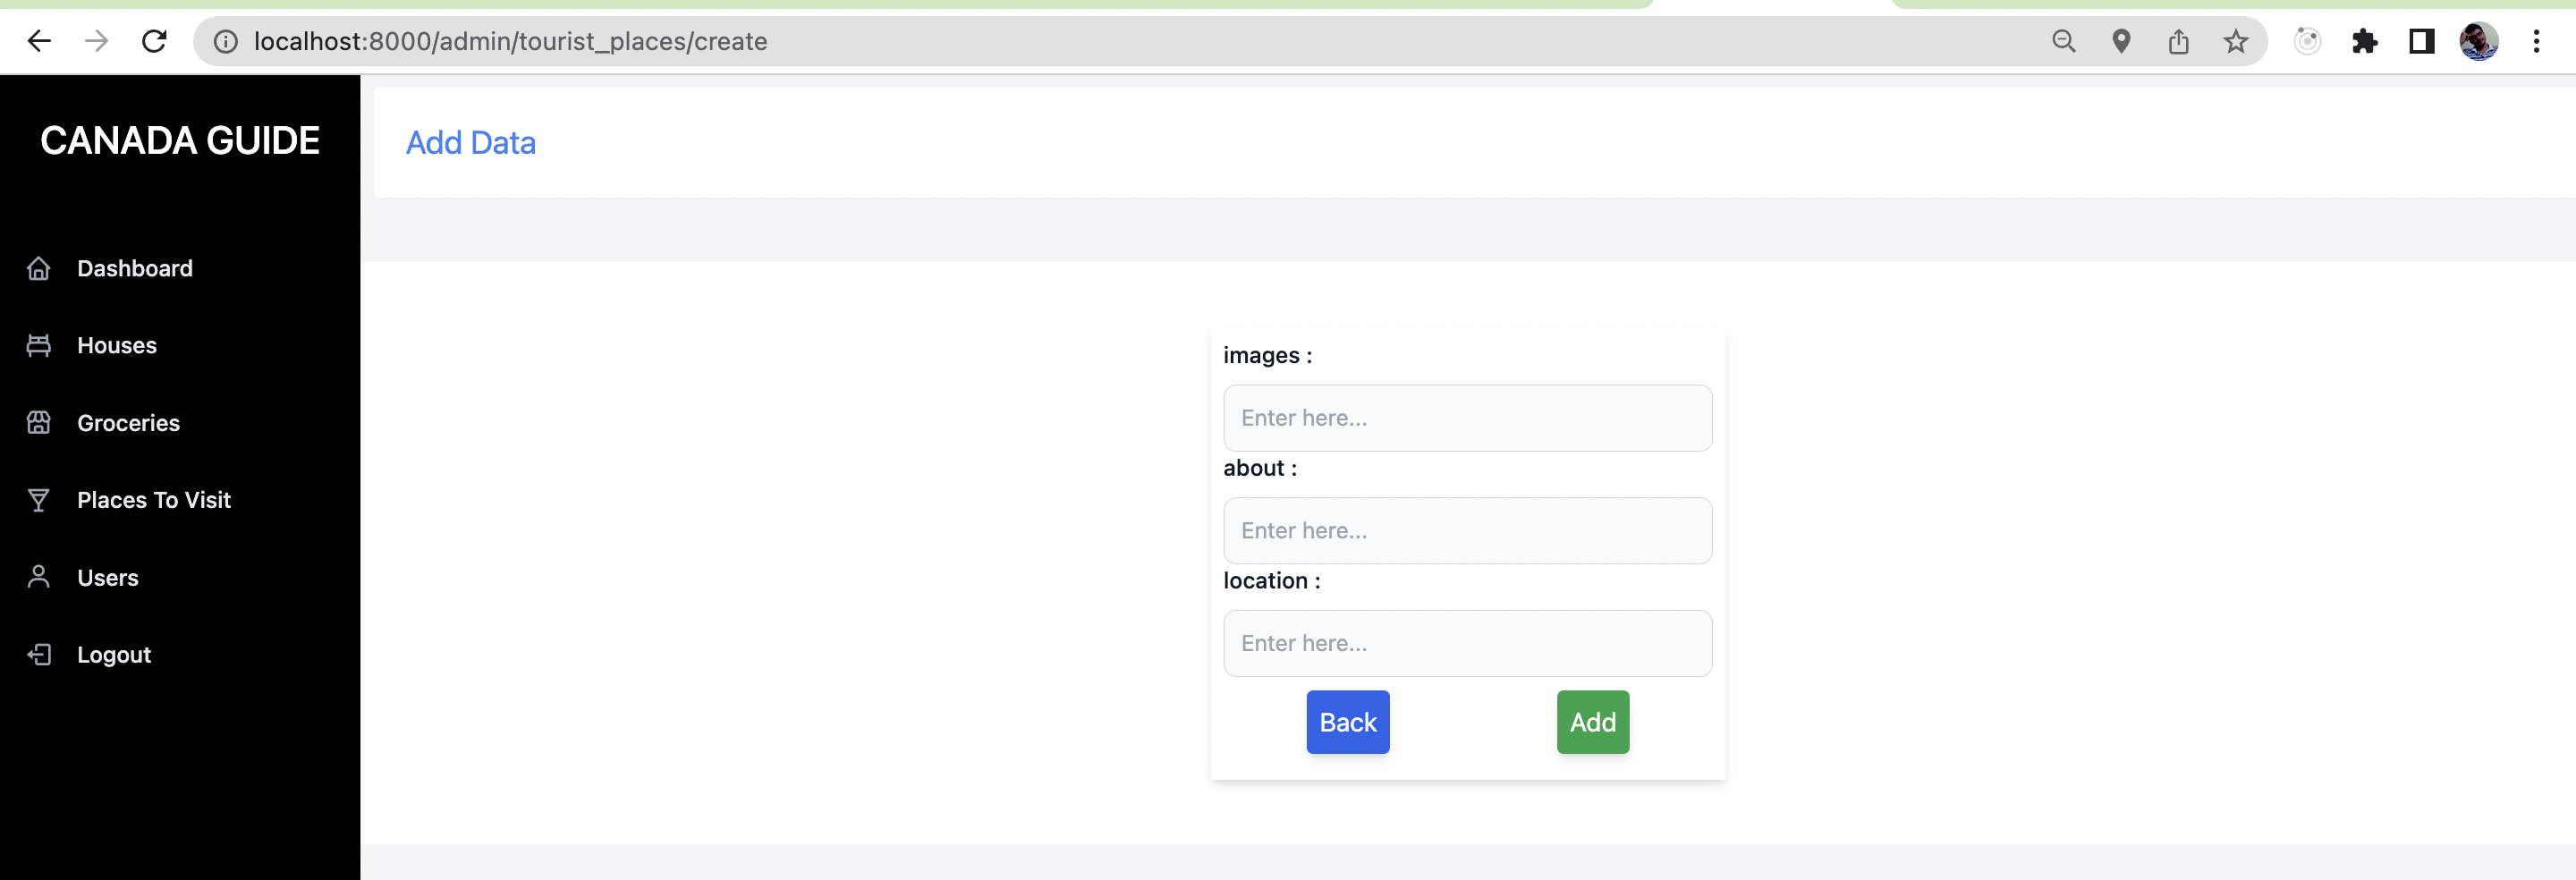 localhost:8000/admin/tourist_places/create
CANADA GUIDE
Dashboard
Houses
Groceries
Places To Visit
Users
Logout
Add Data
images :
Enter here...
about :
Enter here...
location :
Enter here...
Back
Add